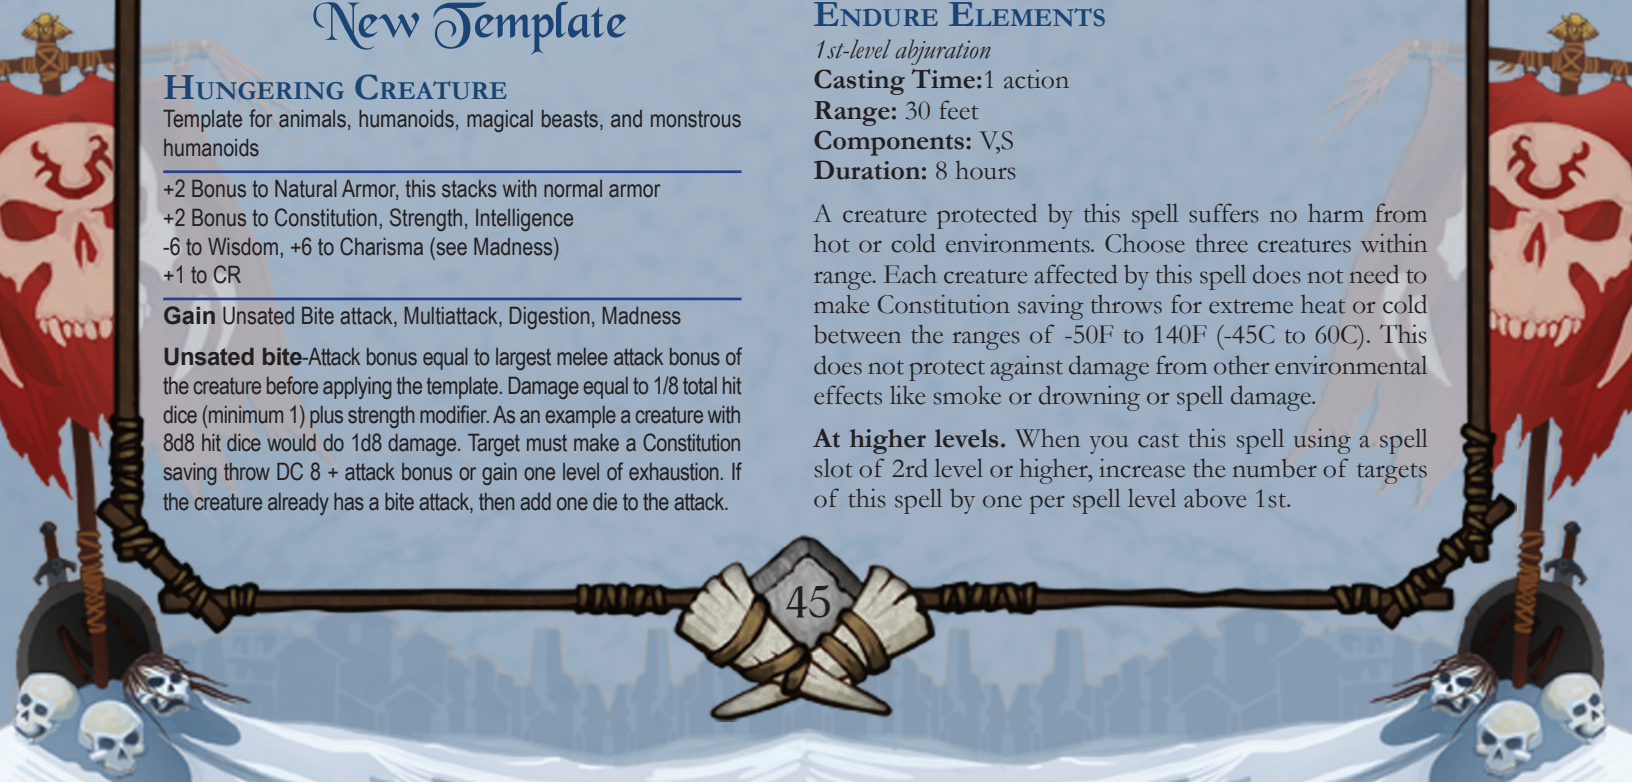 New Template
Hungering Creature
Template for animals, humanoids, magical beasts, and monstrous
humanoids
+2 Bonus to Natural Armor, this stacks with normal armor
+2 Bonus to Constitution, Strength, Intelligence
-6 to Wisdom, +6 to Charisma (see Madness)
+1 to CR
Gain Unsated Bite attack, Multiattack, Digestion, Madness
Unsated bite-Attack bonus equal to largest melee attack bonus of
the creature before applying the template. Damage equal to 1/8 total hit
dice (minimum 1) plus strength modifier. As an example a creature with
8d8 hit dice would do 1d8 damage. Target must make a Constitution
saving throw DC 8 + attack bonus or gain one level of exhaustion. If
the creature already has a bite attack, then add one die to the attack.
Endure Elements
1st-level abjuration
Casting Time:1 action
Range: 30 feet
Components: V,S
Duration: 8 hours
A creature protected by this spell suffers no harm from
hot or cold environments. Choose three creatures within
range. Each creature affected by this spell does not need to
make Constitution saving throws for extreme heat or cold
between the ranges of -50F to 140F (-45C to 60C). This
does not protect against damage from other environmental
effects like smoke or drowning or spell damage.
At higher levels. When you cast this spell using a spell
slot of 2rd level or higher, increase the number of targets
of this spell by one per spell level above 1st.
45